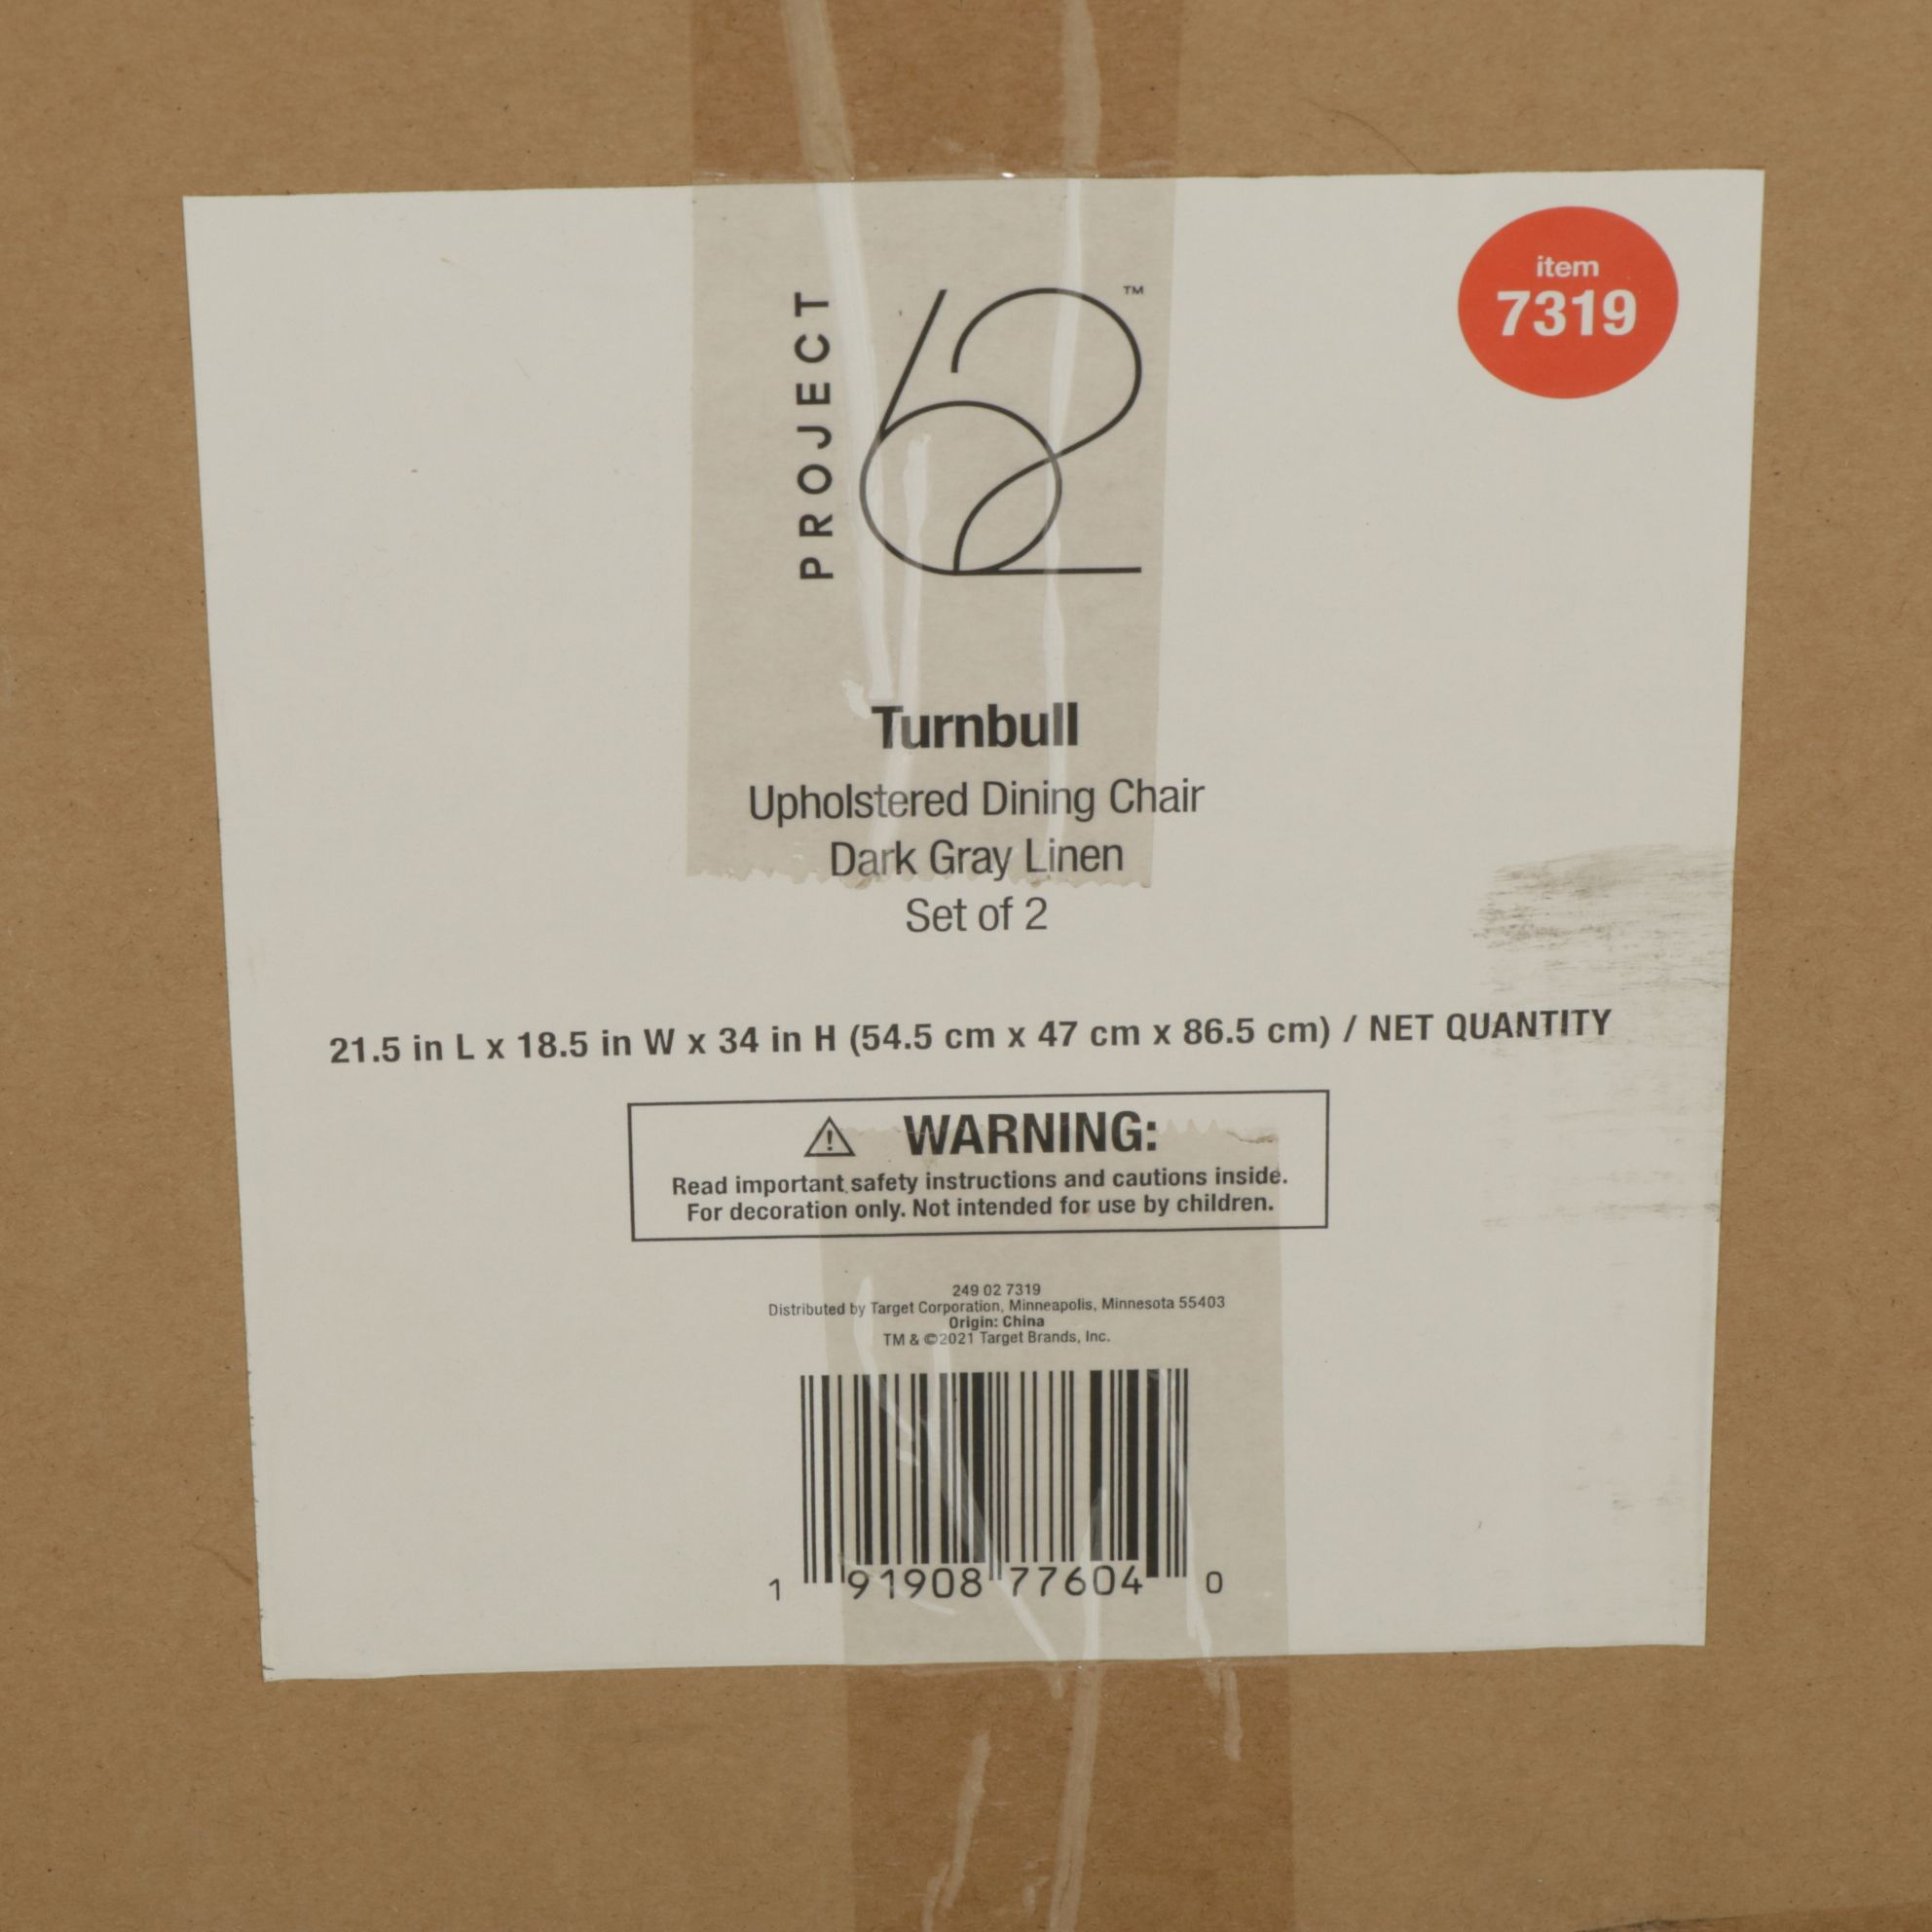 PROJECT
62™
item
7319
Turnbull
Upholstered Dining Chair
Dark Gray Linen
Set of 2
21.5 in L x 18.5 in W x 34 in H (54.5 cm x 47 cm x 86.5 cm) / NET QUANTITY
WARNING:
Read important safety instructions and cautions inside.
For decoration only. Not intended for use by children.
249 02 7319
Distributed by Target Corporation, Minneapolis, Minnesota 55403
Origin: China
TM & ©2021 Target Brands, Inc.
1 91908 77604 0